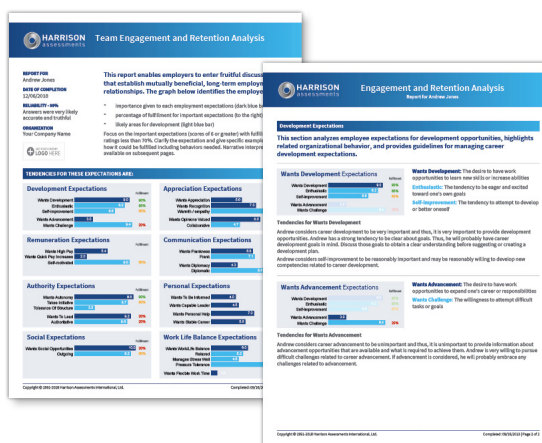 HARRISON
assessments
Team Engagement and Retention Analysis
REPORT FOR
Andrew Jones
DATE OF COMPLETION
12/06/2018
RELIABILITY - 99%
Answers were very likely
accurate and truthful
ORGANIZATION
Your Company Name
LOGO HERE
This report enables employers to enter fruitful discuss
that establish mutually beneficial, long-term employm
relationships. The graph below identifies the employe
- importance given to each employment expectations (dark blue b
- percentage of fulfillment for important expectations (to the right)
- likely areas for development (light blue bar)
Focus on the important expectations (scores of 6 or greater) with fulfill
ratings less than 70%. Clarify the expectation and give specific example
how it could be fulfilled including behaviors needed. Narrative interpre
available on subsequent pages.
TENDENCIES FOR THESE EXPECTATIONS ARE:
Development Expectations
Wants Development
Enthusiastic
Self-improvement
Wants Advancement
Wants Challenge
Appreciation Expectations
Wants Appreciation
Wants Recognition
Warmth / empathy
Wants Opinions Valued
Collaborative
Remuneration Expectations
Wants High Pay
Wants Quick Pay Increases
Self-motivated
Communication Expectations
Wants Frankness
Frank
Wants Diplomacy
Diplomatic
Authority Expectations
Wants Autonomy
Takes Initiative
Tolerance Of Structure
Wants To Lead
Authoritative
Personal Expectations
Wants To Be Informed
Wants Capable Leader
Wants Personal Help
Wants Stable Career
Social Expectations
Wants Social Opportunities
Outgoing
Work Life Balance Expectations
Wants Work/Life Balance
Relaxed
Manages Stress Well
Pressure Tolerance
Wants Flexible Work Time
Copyright © 1991-2018 Harrison Assessments International, Ltd.
HARRISON
assessments
Engagement and Retention Analysis
Report for Andrew Jones
Development Expectations
This section analyzes employee expectations for development opportunities, highlights
related organizational behavior, and provides guidelines for managing career
development expectations.
Wants Development Expectations
Wants Development
Enthusiastic
Self-improvement
Wants Advancement
Wants Challenge
Wants Development: The desire to have work
opportunities to learn new skills or increase abilities
Enthusiastic: The tendency to be eager and excited
toward one's own goals
Self-improvement: The tendency to attempt to develop
or better oneself
Tendencies for Wants Development
Andrew considers career development to be very important and thus, it is very important to provide development
opportunities. Andrew has a strong tendency to be clear about goals. Thus, he will probably have career
development goals in mind. Discuss those goals to obtain a clear understanding before suggesting or creating a
development plan.
Andrew considers self-improvement to be reasonably important and may be reasonably willing to develop new
competencies related to career development.
Wants Advancement Expectations
Wants Development
Enthusiastic
Self-improvement
Wants Advancement
Wants Challenge
Wants Advancement: The desire to have work
opportunities to expand one's career or responsibilities
Wants Challenge: The willingness to attempt difficult
tasks or goals
Tendencies for Wants Advancement
Andrew considers career advancement to be unimportant and thus, it is unimportant to provide information about
advancement opportunities that are available and what is required to achieve them. Andrew is very willing to pursue
difficult challenges related to career advancement. If advancement is considered, he will probably embrace any
challenges related to advancement.
Copyright © 1991-2018 Harrison Assessments International, Ltd.